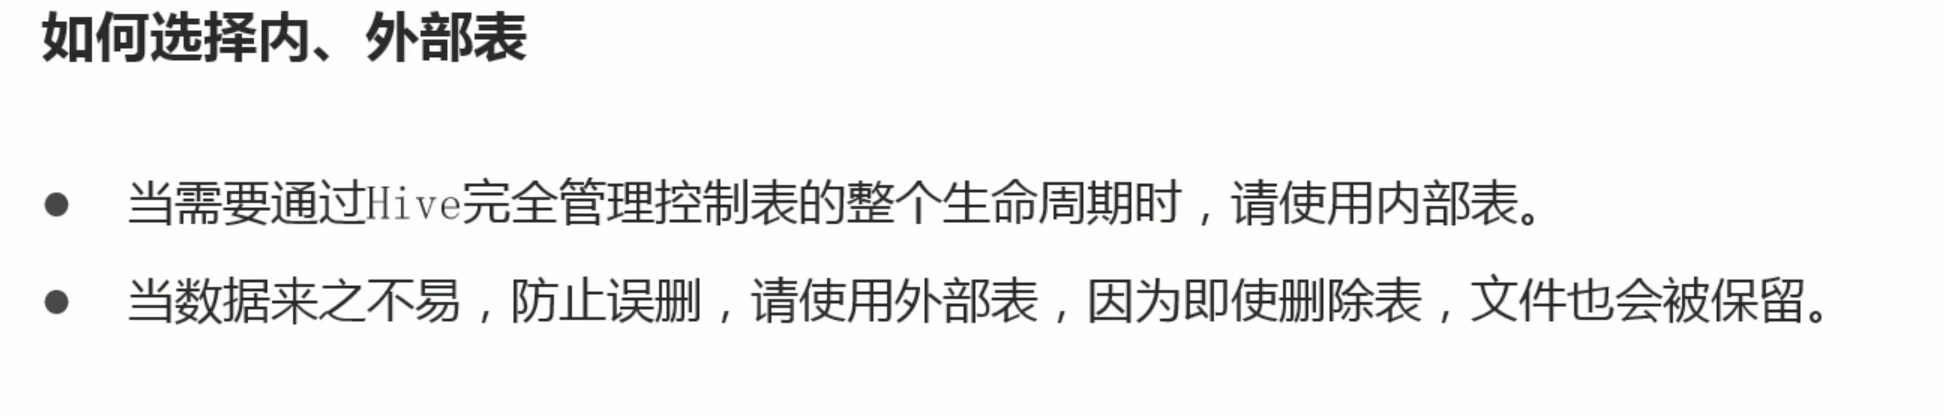 如何选择内、外部表
● 当需要通过Hive完全管理控制表的整个生命周期时，请使用内部表。
● 当数据来之不易，防止误删，请使用外部表，因为即使删除表，文件也会被保留。